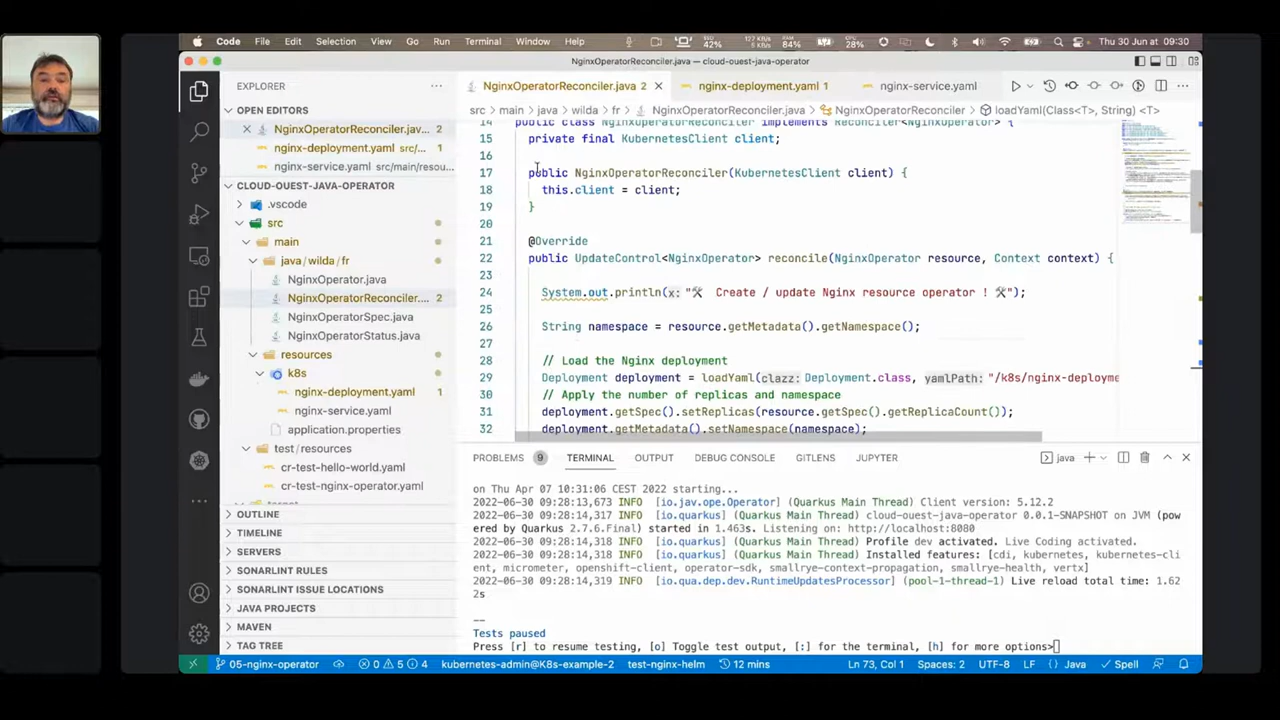 Code File Edit Selection View Go Run Terminal Window Help 42% 127 KB 6 KB/s 84% 28% Thu 30 Jun at 09:30
NginxOperatorReconciler.java — cloud-ouest-java-operator
EXPLORER
NginxOperatorReconciler.java 2
nginx-deployment.yaml 1
nginx-service.yaml
src > main > java > wilda > fr > NginxOperatorReconciler.java > NginxOperatorReconciler > loadYaml(Class<T>, String) <T>
OPEN EDITORS
NginxOperatorReconciler.jav... 2
nginx-deployment.yaml src/...
nginx-service.yaml src/main/resou...
CLOUD-OUEST-JAVA-OPERATOR
.vscode
src
main
java/wilda/fr
NginxOperator.java
NginxOperatorReconciler.... 2
NginxOperatorSpec.java
NginxOperatorStatus.java
resources
k8s
nginx-deployment.yaml 1
nginx-service.yaml
application.properties
test/resources
cr-test-hello-world.yaml
cr-test-nginx-operator.yaml
OUTLINE
TIMELINE
SERVERS
SONARLINT RULES
SONARLINT ISSUE LOCATIONS
JAVA PROJECTS
MAVEN
TAG TREE
14 public class NginxOperatorReconciler implements Reconciler<NginxOperator> {
15 private final KubernetesClient client;
16
17 public NginxOperatorReconciler(KubernetesClient client) {
18 this.client = client;
19 }
20
21 @Override
22 public UpdateControl<NginxOperator> reconcile(NginxOperator resource, Context context) {
23
24 System.out.println(x: "🛠 Create / update Nginx resource operator ! 🛠");
25
26 String namespace = resource.getMetadata().getNamespace();
27
28 // Load the Nginx deployment
29 Deployment deployment = loadYaml(clazz: Deployment.class, yamlPath: "/k8s/nginx-deployme
30 // Apply the number of replicas and namespace
31 deployment.getSpec().setReplicas(resource.getSpec().getReplicaCount());
32 deployment.getMetadata().setNamespace(namespace);
PROBLEMS 9 TERMINAL OUTPUT DEBUG CONSOLE GITLENS JUPYTER java
on Thu Apr 07 10:31:06 CEST 2022 starting...
2022-06-30 09:28:13,673 INFO [io.jav.ope.Operator] (Quarkus Main Thread) Client version: 5.12.2
2022-06-30 09:28:14,317 INFO [io.quarkus] (Quarkus Main Thread) cloud-ouest-java-operator 0.0.1-SNAPSHOT on JVM (pow
ered by Quarkus 2.7.6.Final) started in 1.463s. Listening on: http://localhost:8080
2022-06-30 09:28:14,318 INFO [io.quarkus] (Quarkus Main Thread) Profile dev activated. Live Coding activated.
2022-06-30 09:28:14,318 INFO [io.quarkus] (Quarkus Main Thread) Installed features: [cdi, kubernetes, kubernetes-cli
ent, micrometer, openshift-client, operator-sdk, smallrye-context-propagation, smallrye-health, vertx]
2022-06-30 09:28:14,319 INFO [io.qua.dep.dev.RuntimeUpdatesProcessor] (pool-1-thread-1) Live reload total time: 1.62
2s
--
Tests paused
Press [r] to resume testing, [o] Toggle test output, [:] for the terminal, [h] for more options>
05-nginx-operator 0 5 4 kubernetes-admin@K8s-example-2 test-nginx-helm 12 mins Ln 73, Col 1 Spaces: 2 UTF-8 LF Java Spell